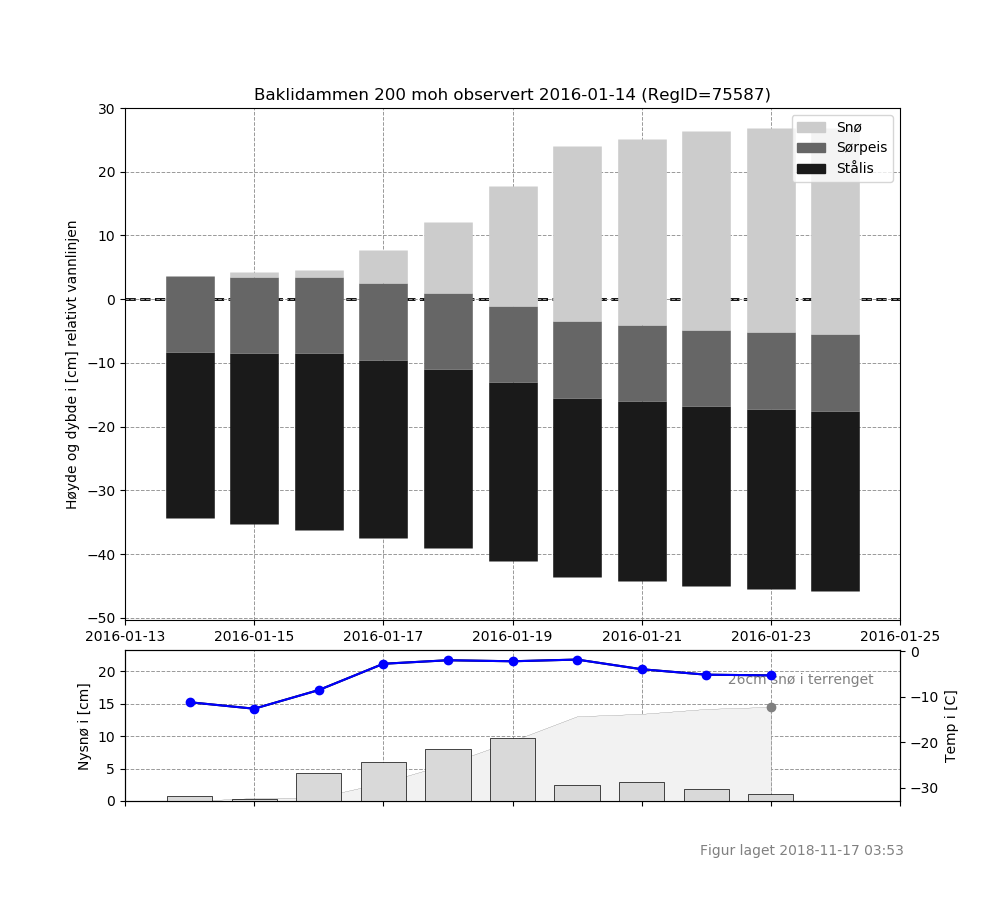 Baklidammen 200 moh observert 2016-01-14 (RegID=75587)
30
20
10
0
−10
−20
−30
−40
−50
Høyde og dybde i [cm] relativt vannlinjen
Snø
Sørpeis
Stålis
2016-01-13 2016-01-15 2016-01-17 2016-01-19 2016-01-21 2016-01-23 2016-01-25
20
15
10
5
0
Nysnø i [cm]
26cm snø i terrenget
0
−10
−20
−30
Temp i [C]
Figur laget 2018-11-17 03:53